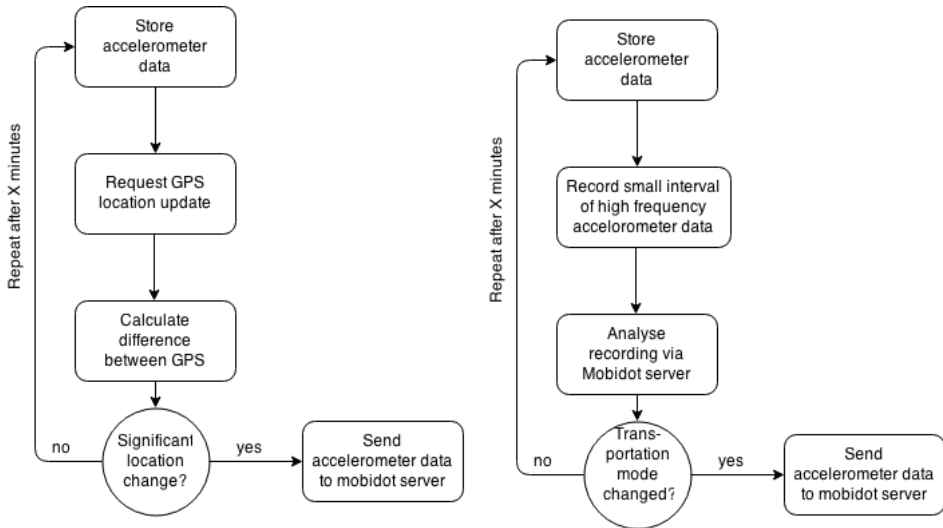 Store
accelerometer
data
Repeat after X minutes
Request GPS
location update
Calculate
difference
between GPS
Significant
location
change?
no
yes
Send
accelerometer data
to mobidot server
Store
accelerometer
data
Repeat after X minutes
Record small interval
of high frequency
accelorometer data
Analyse
recording via
Mobidot server
Trans-
portation
mode
changed?
no
yes
Send
accelerometer data
to mobidot server